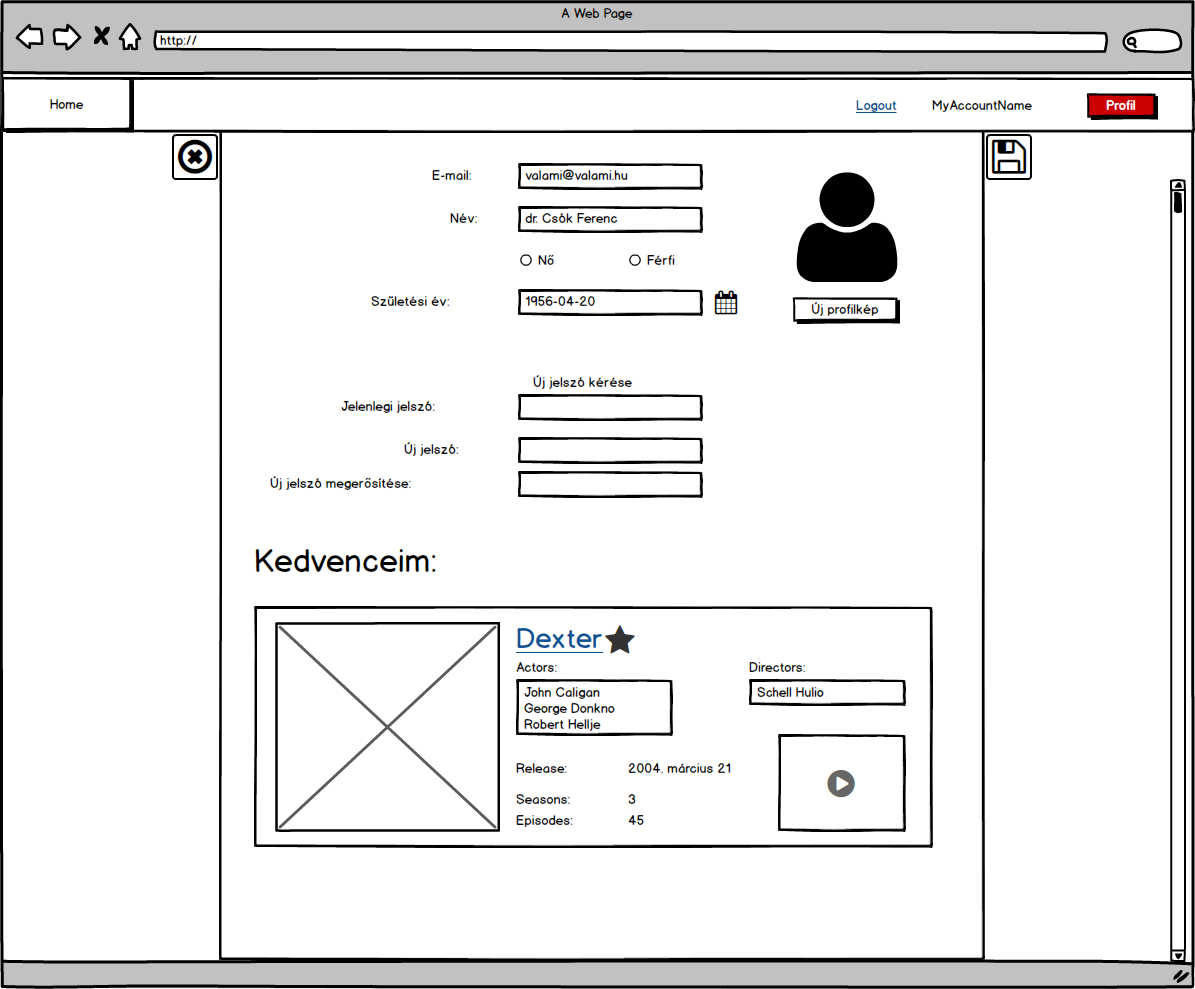 A Web Page
http://
Home
Logout
MyAccountName
Profil
E-mail:
valami@valami.hu
Név:
dr. Csók Ferenc
Nő
Férfi
Születési év:
1956-04-20
Új profilkép
Új jelszó kérése
Jelenlegi jelszó:
Új jelszó:
Új jelszó megerősítése:
Kedvenceim:
Dexter
Actors:
John Caligan
George Donkno
Robert Hellje
Directors:
Schell Hulio
Release:
2004. március 21
Seasons:
3
Episodes:
45